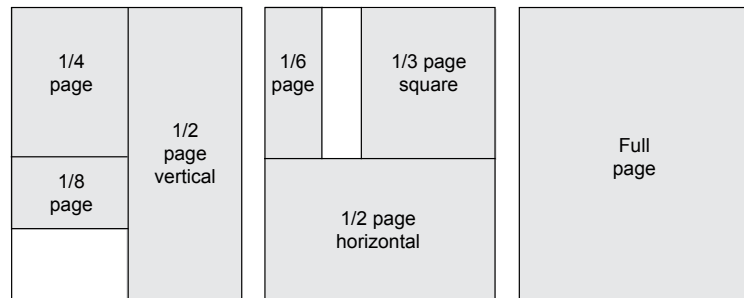 1/4
page
1/8
page
1/2
page
vertical
1/6
page
1/3 page
square
1/2 page
horizontal
Full
page